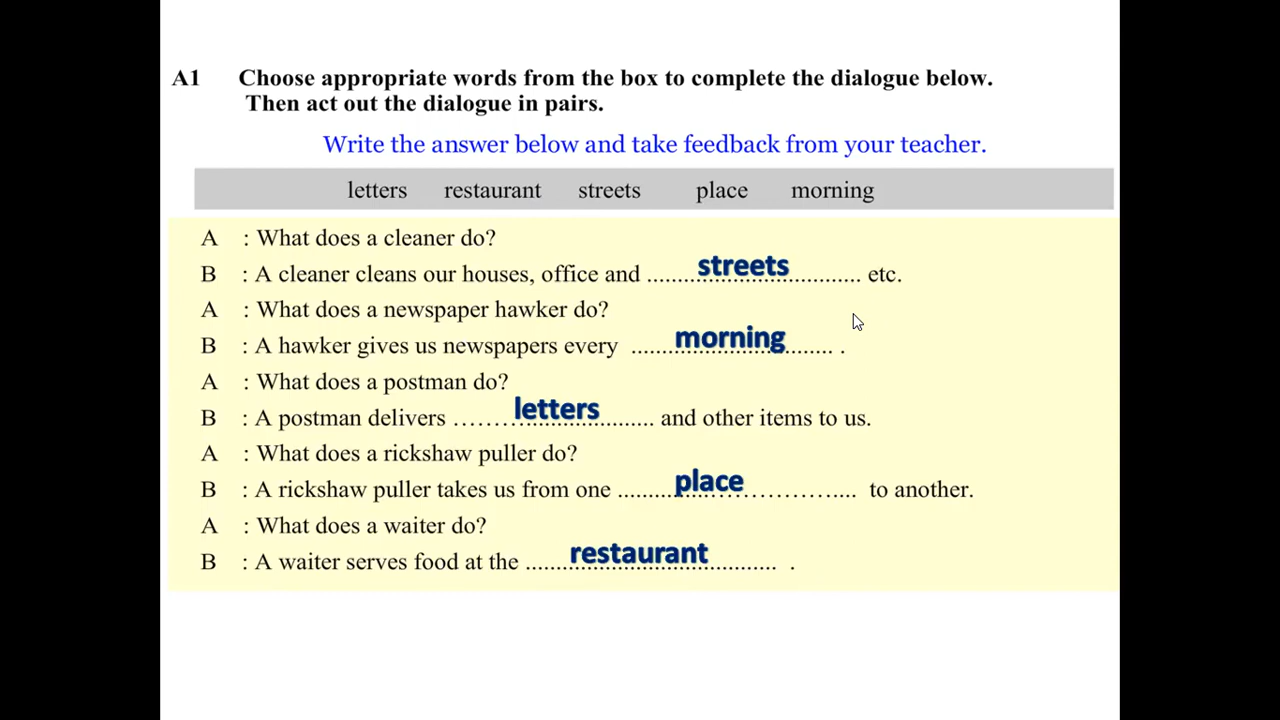 A1 Choose appropriate words from the box to complete the dialogue below.
Then act out the dialogue in pairs.
Write the answer below and take feedback from your teacher.
letters restaurant streets place morning
A : What does a cleaner do?
B : A cleaner cleans our houses, office and ......... streets ......... etc.
A : What does a newspaper hawker do?
B : A hawker gives us newspapers every ......... morning ......... .
A : What does a postman do?
B : A postman delivers ......... letters ......... and other items to us.
A : What does a rickshaw puller do?
B : A rickshaw puller takes us from one ......... place ......... to another.
A : What does a waiter do?
B : A waiter serves food at the ......... restaurant ......... .